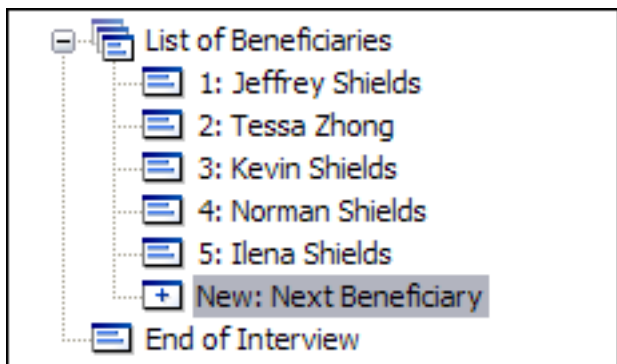 List of Beneficiaries
1: Jeffrey Shields
2: Tessa Zhong
3: Kevin Shields
4: Norman Shields
5: Ilena Shields
New: Next Beneficiary
End of Interview